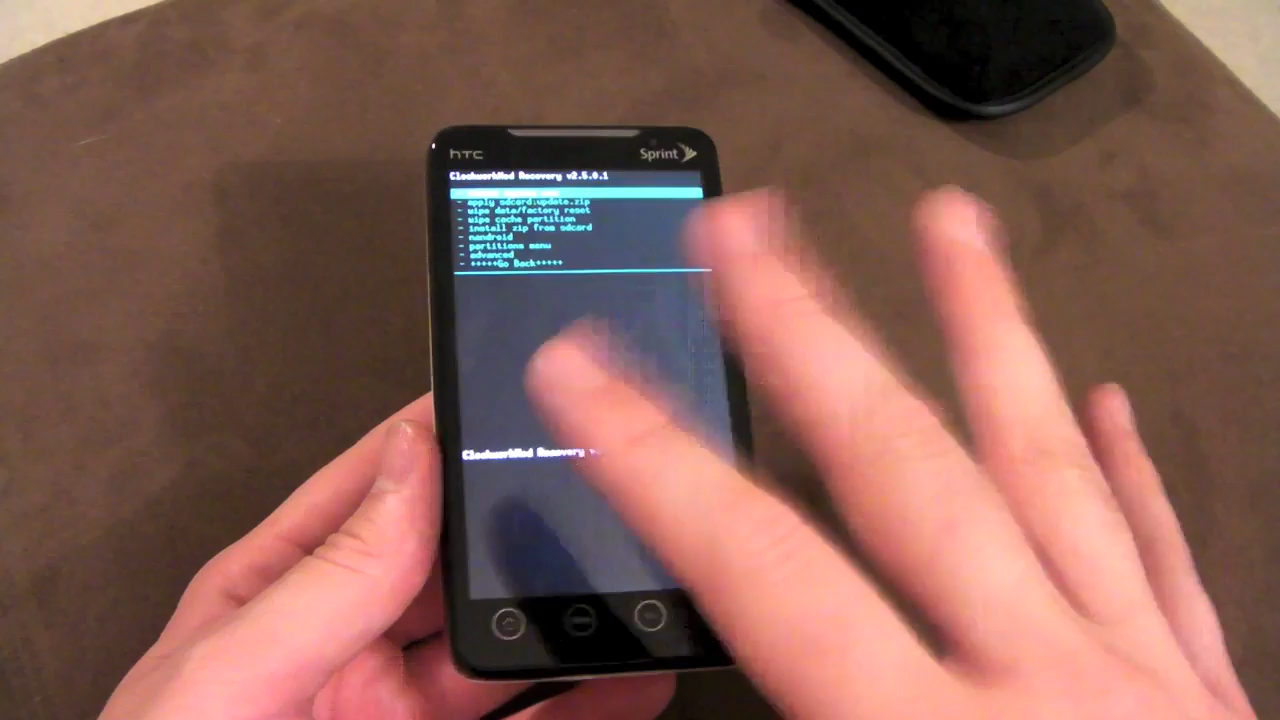 hTC
Sprint
ClockworkMod Recovery v2.5.0.1
- apply sdcard:update.zip
- wipe data/factory reset
- wipe cache partition
- install zip from sdcard
- nandroid
- partitions menu
- advanced
- +++++Go Back+++++
ClockworkMod Recovery